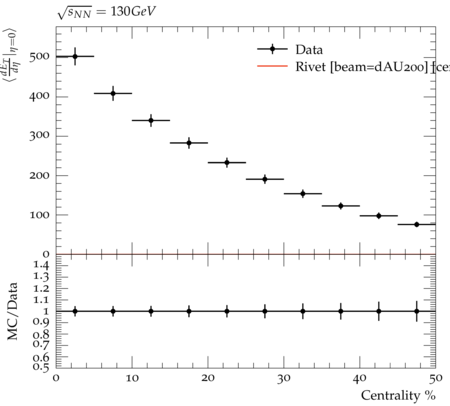 √s_NN = 130GeV
⟨dE_T/dη|η=0⟩
Data
Rivet [beam=dAU200]
500
400
300
200
100
0
MC/Data
1.4
1.3
1.2
1.1
1
0.9
0.8
0.7
0.6
0.5
0 10 20 30 40 50
Centrality %